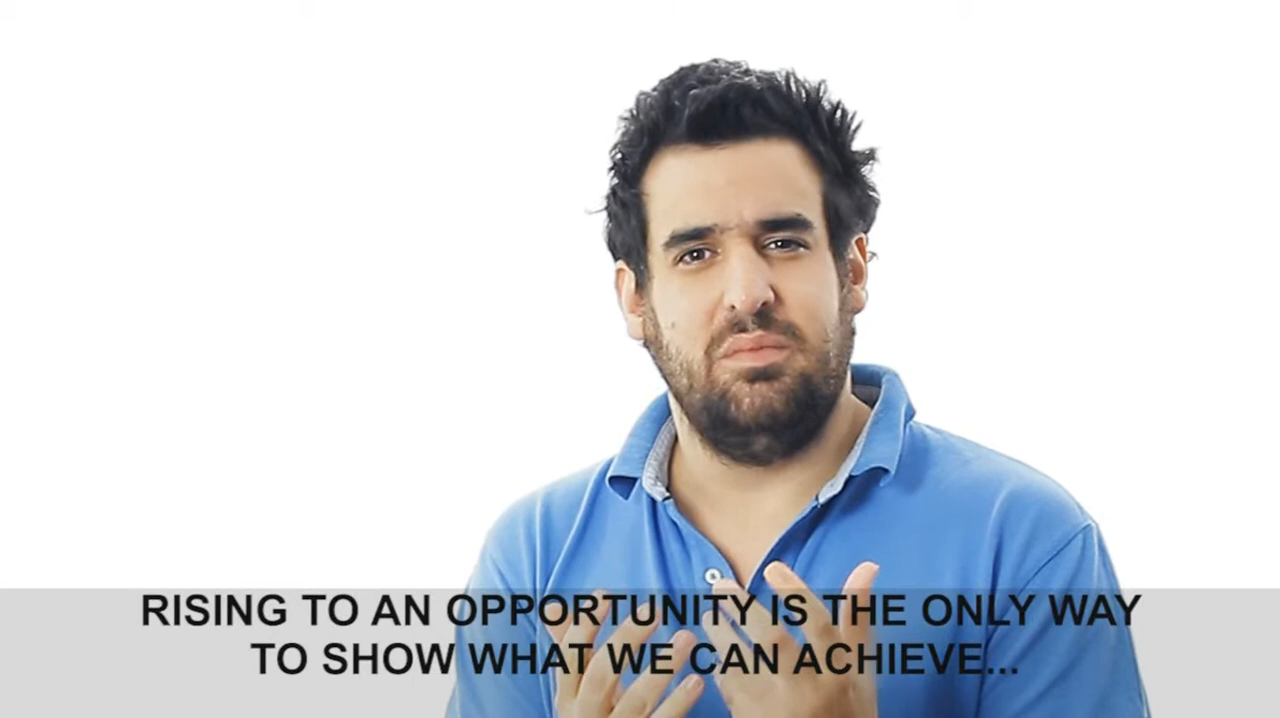 RISING TO AN OPPORTUNITY IS THE ONLY WAY
TO SHOW WHAT WE CAN ACHIEVE...